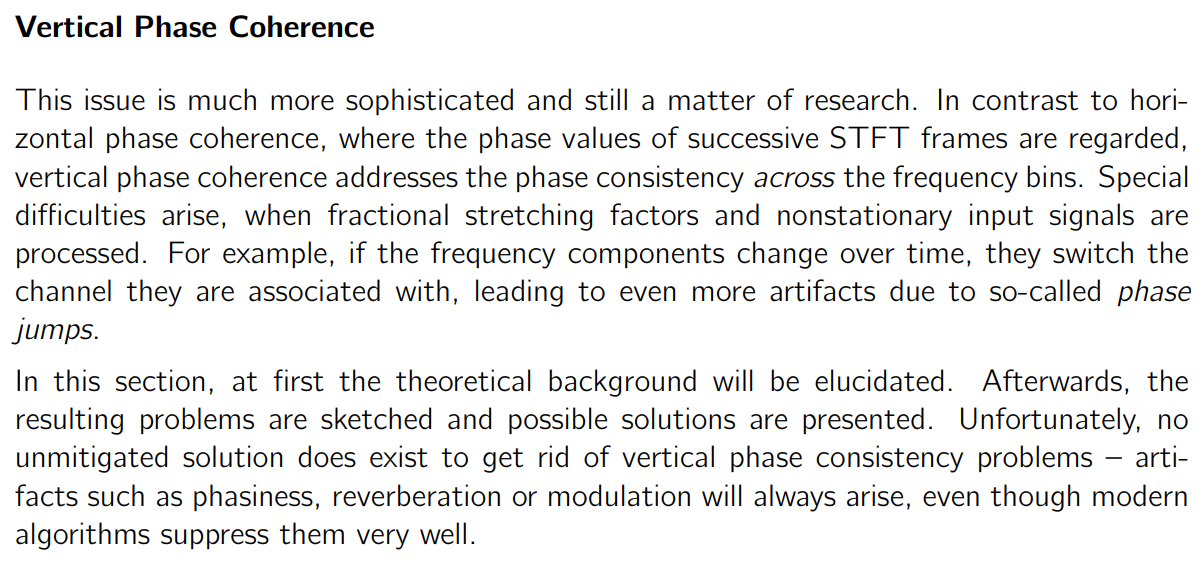 Vertical Phase Coherence
This issue is much more sophisticated and still a matter of research. In contrast to hori-
zontal phase coherence, where the phase values of successive STFT frames are regarded,
vertical phase coherence addresses the phase consistency across the frequency bins. Special
difficulties arise, when fractional stretching factors and nonstationary input signals are
processed. For example, if the frequency components change over time, they switch the
channel they are associated with, leading to even more artifacts due to so-called phase
jumps.
In this section, at first the theoretical background will be elucidated. Afterwards, the
resulting problems are sketched and possible solutions are presented. Unfortunately, no
unmitigated solution does exist to get rid of vertical phase consistency problems – arti-
facts such as phasiness, reverberation or modulation will always arise, even though modern
algorithms suppress them very well.